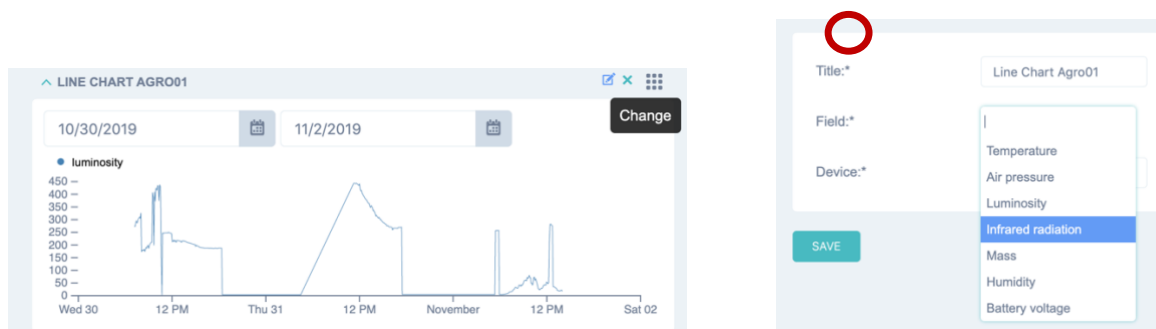 LINE CHART AGRO01
Change
10/30/2019
11/2/2019
luminosity
450
400
350
300
250
200
150
100
50
0
Wed 30 12 PM Thu 31 12 PM November 12 PM Sat 02
Title:* Line Chart Agro01
Field:*
Temperature
Device:*
Air pressure
Luminosity
Infrared radiation
SAVE
Mass
Humidity
Battery voltage